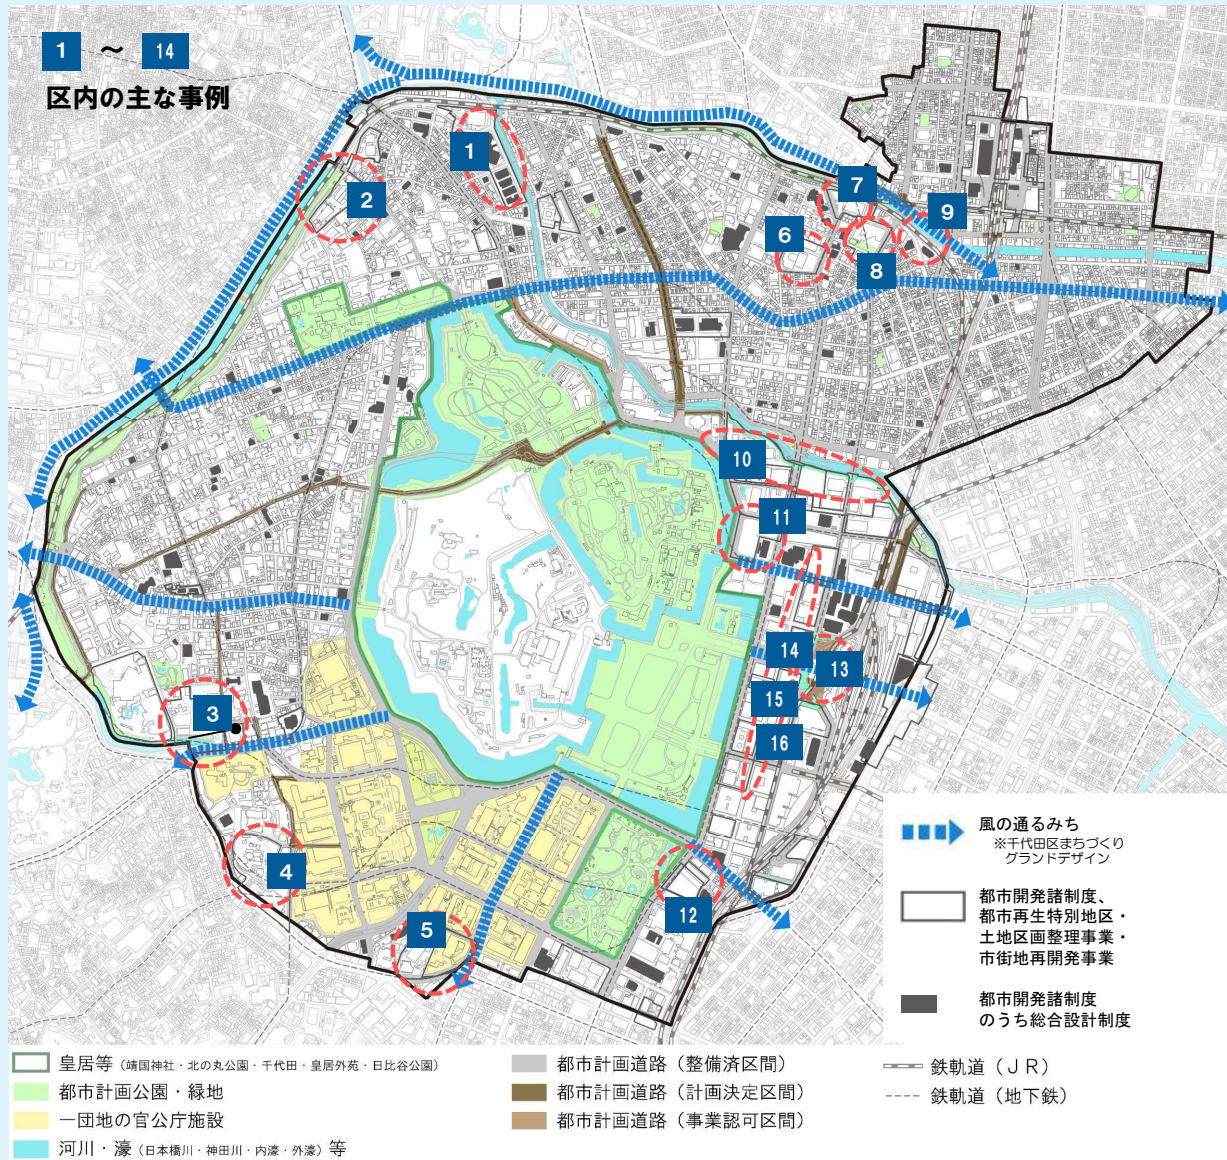 1 ～ 14
区内の主な事例
1
2
7
9
6
8
10
11
14
13
3
15
16
4
12
5
風の通るみち
※千代田区まちづくり
グランドデザイン
都市開発諸制度、
都市再生特別地区・
土地区画整理事業・
市街地再開発事業
都市開発諸制度
のうち総合設計制度
皇居等（靖国神社・北の丸公園・千代田・皇居外苑・日比谷公園）
都市計画公園・緑地
一団地の官公庁施設
河川・濠（日本橋川・神田川・内濠・外濠）等
都市計画道路（整備済区間）
都市計画道路（計画決定区間）
都市計画道路（事業認可区間）
鉄軌道（ＪＲ）
鉄軌道（地下鉄）